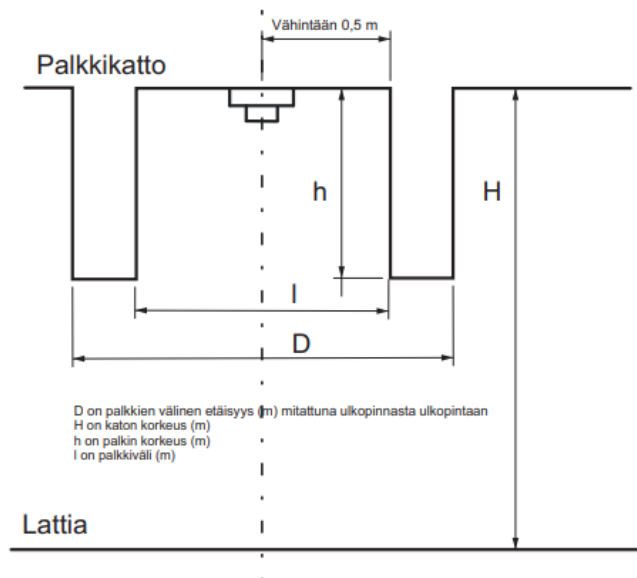 Vähintään 0,5 m
Palkkikatto
h
H
l
D
D on palkkien välinen etäisyys (m) mitattuna ulkopinnasta ulkopintaan
H on katon korkeus (m)
h on palkin korkeus (m)
l on palkkiväli (m)
Lattia